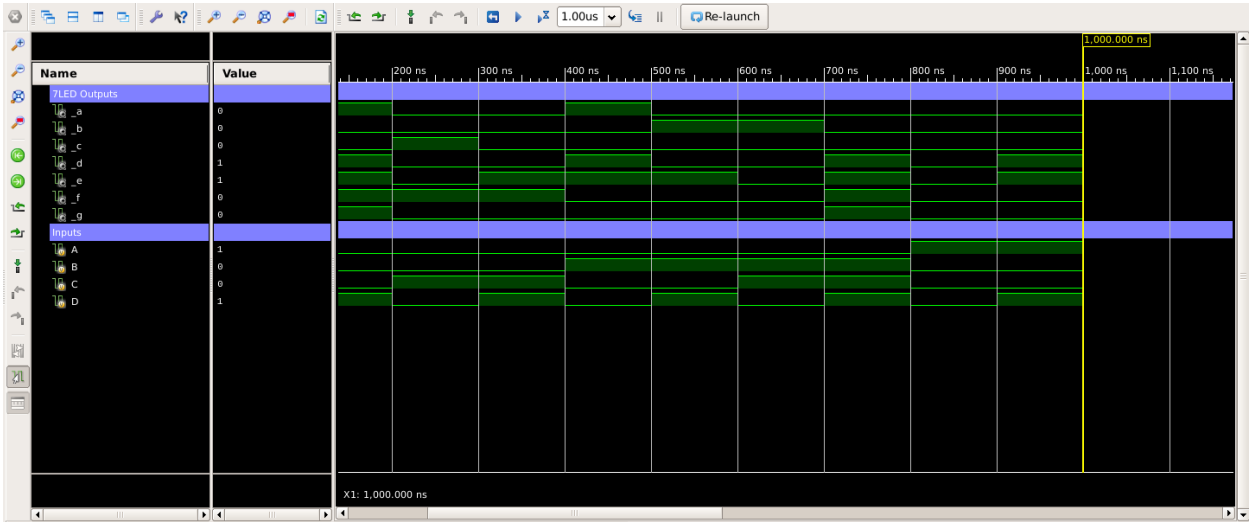 1.00us Re-launch
1,000.000 ns
Name Value
200 ns 300 ns 400 ns 500 ns 600 ns 700 ns 800 ns 900 ns 1,000 ns 1,100 ns
7LED Outputs
_a 0
_b 0
_c 0
_d 1
_e 1
_f 0
_g 0
Inputs
A 1
B 0
C 0
D 1
X1: 1,000.000 ns